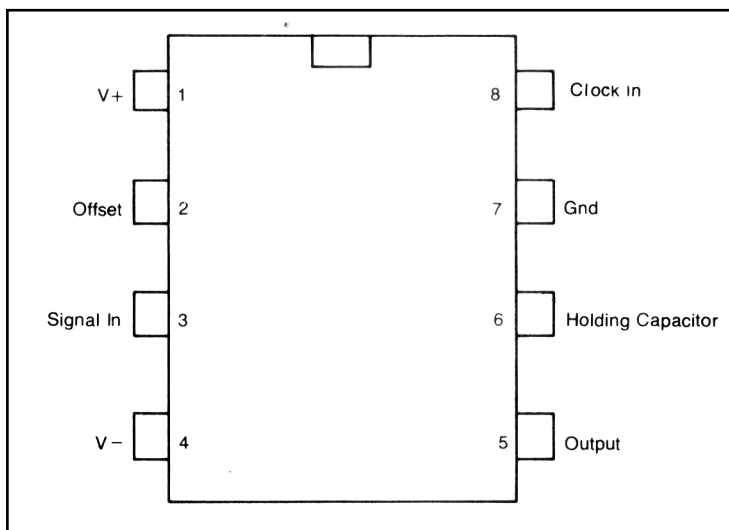 V+ 1 8 Clock in
Offset 2 7 Gnd
Signal In 3 6 Holding Capacitor
V− 4 5 Output